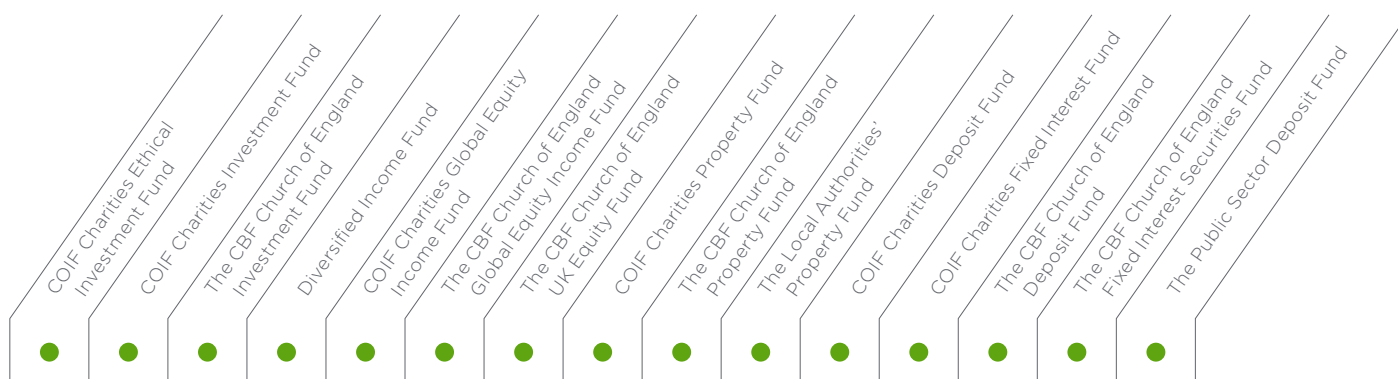 COIF Charities Ethical
Investment Fund
COIF Charities Investment Fund
The CBF Church of England
Investment Fund
Diversified Income Fund
COIF Charities Global Equity
Income Fund
The CBF Church of England
Global Equity Income Fund
The CBF Church of England
UK Equity Fund
COIF Charities Property Fund
The CBF Church of England
Property Fund
The Local Authorities’
Property Fund
COIF Charities Deposit Fund
COIF Charities Fixed Interest Fund
The CBF Church of England
Deposit Fund
The CBF Church of England
Fixed Interest Securities Fund
The Public Sector Deposit Fund